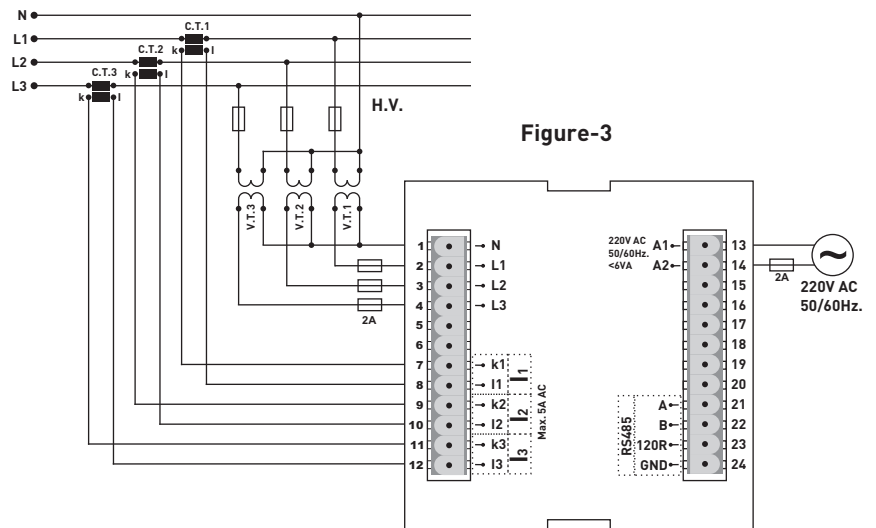 N
L1
L2
L3
C.T.1
k l
C.T.2
k l
C.T.3
k l
H.V.
Figure-3
V.T.3
V.T.2
V.T.1
2A
1 N
2 L1
3 L2
4 L3
5
6
7 k1
8 l1
9 k2
10 l2
11 k3
12 l3
I1
I2
I3
Max. 5A AC
220V AC
50/60Hz.
<6VA
A1 13
A2 14
15
16
17
18
19
20
A 21
B 22
120R 23
GND 24
RS485
2A
~
220V AC
50/60Hz.